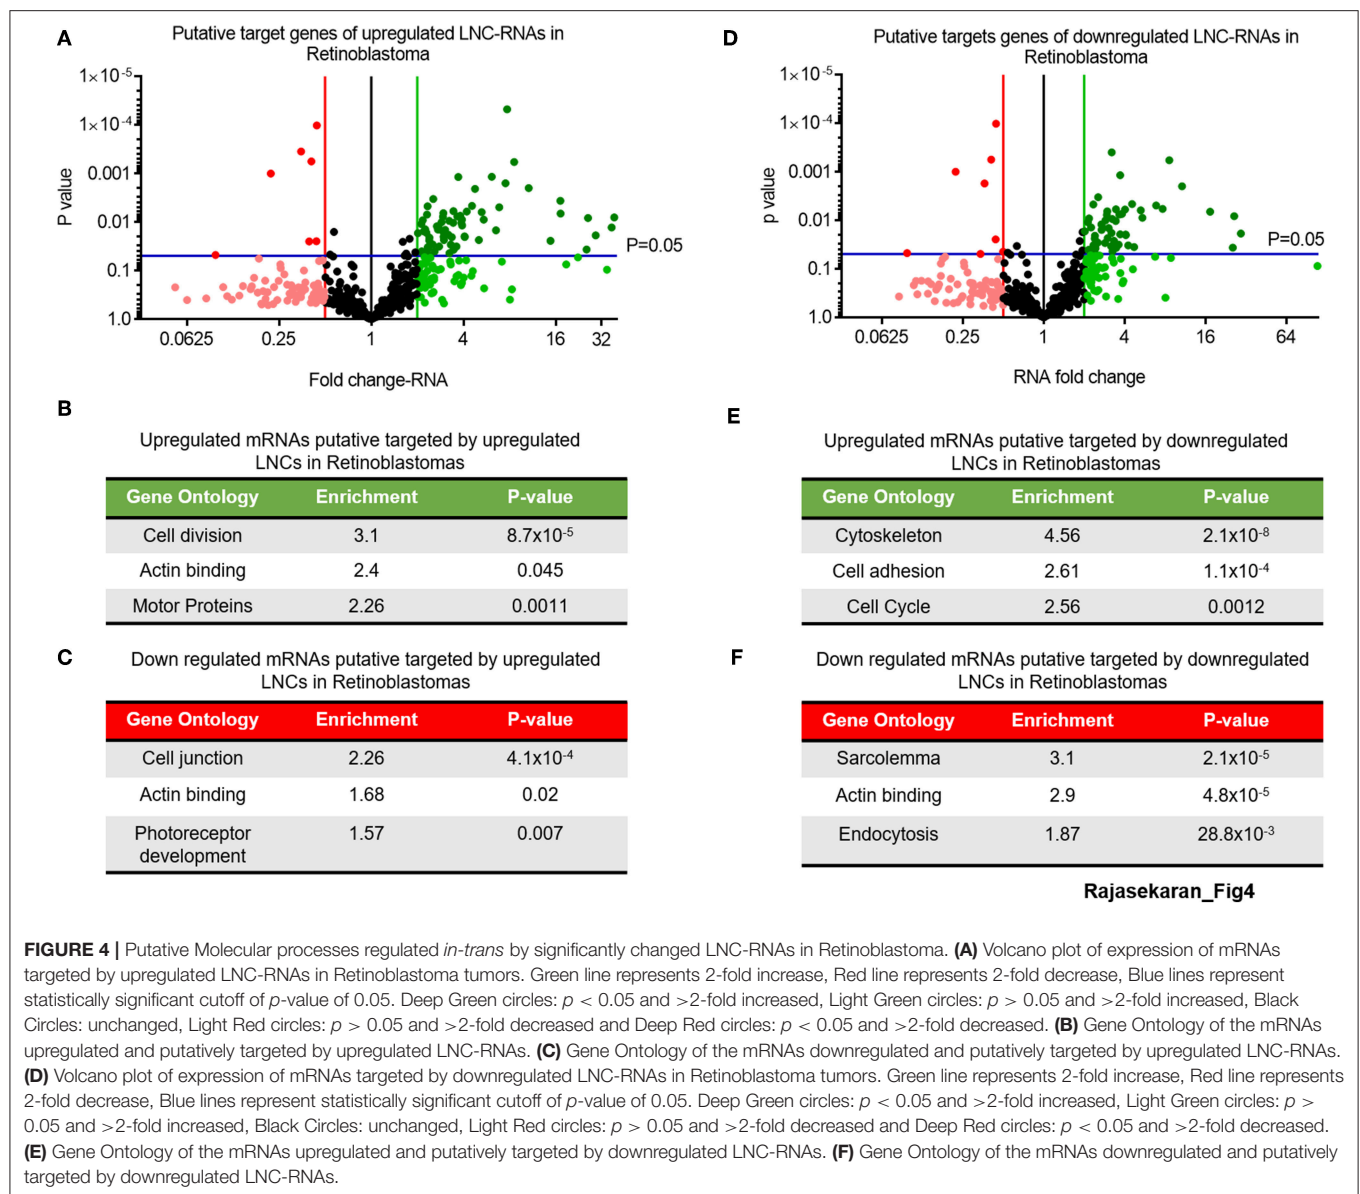 A
Putative target genes of upregulated LNC-RNAs in
Retinoblastoma
1×10-5
1×10-4
0.001
0.01
0.1
1.0
P value
P=0.05
0.0625 0.25 1 4 16 32
Fold change-RNA
D
Putative targets genes of downregulated LNC-RNAs in
Retinoblastoma
1×10-5
1×10-4
0.001
0.01
0.1
1.0
p value
P=0.05
0.0625 0.25 1 4 16 64
RNA fold change
B
Upregulated mRNAs putative targeted by upregulated
LNCs in Retinoblastomas
Gene Ontology Enrichment P-value
Cell division 3.1 8.7x10-5
Actin binding 2.4 0.045
Motor Proteins 2.26 0.0011
E
Upregulated mRNAs putative targeted by downregulated
LNCs in Retinoblastomas
Gene Ontology Enrichment P-value
Cytoskeleton 4.56 2.1x10-8
Cell adhesion 2.61 1.1x10-4
Cell Cycle 2.56 0.0012
C
Down regulated mRNAs putative targeted by upregulated
LNCs in Retinoblastomas
Gene Ontology Enrichment P-value
Cell junction 2.26 4.1x10-4
Actin binding 1.68 0.02
Photoreceptor 1.57 0.007
development
F
Down regulated mRNAs putative targeted by downregulated
LNCs in Retinoblastomas
Gene Ontology Enrichment P-value
Sarcolemma 3.1 2.1x10-5
Actin binding 2.9 4.8x10-5
Endocytosis 1.87 28.8x10-3
Rajasekaran_Fig4
FIGURE 4 | Putative Molecular processes regulated in-trans by significantly changed LNC-RNAs in Retinoblastoma. (A) Volcano plot of expression of mRNAs
targeted by upregulated LNC-RNAs in Retinoblastoma tumors. Green line represents 2-fold increase, Red line represents 2-fold decrease, Blue lines represent
statistically significant cutoff of p-value of 0.05. Deep Green circles: p < 0.05 and >2-fold increased, Light Green circles: p > 0.05 and >2-fold increased, Black
Circles: unchanged, Light Red circles: p > 0.05 and >2-fold decreased and Deep Red circles: p < 0.05 and >2-fold decreased. (B) Gene Ontology of the mRNAs
upregulated and putatively targeted by upregulated LNC-RNAs. (C) Gene Ontology of the mRNAs downregulated and putatively targeted by upregulated LNC-RNAs.
(D) Volcano plot of expression of mRNAs targeted by downregulated LNC-RNAs in Retinoblastoma tumors. Green line represents 2-fold increase, Red line represents
2-fold decrease, Blue lines represent statistically significant cutoff of p-value of 0.05. Deep Green circles: p < 0.05 and >2-fold increased, Light Green circles: p >
0.05 and >2-fold increased, Black Circles: unchanged, Light Red circles: p > 0.05 and >2-fold decreased and Deep Red circles: p < 0.05 and >2-fold decreased.
(E) Gene Ontology of the mRNAs upregulated and putatively targeted by downregulated LNC-RNAs. (F) Gene Ontology of the mRNAs downregulated and putatively
targeted by downregulated LNC-RNAs.